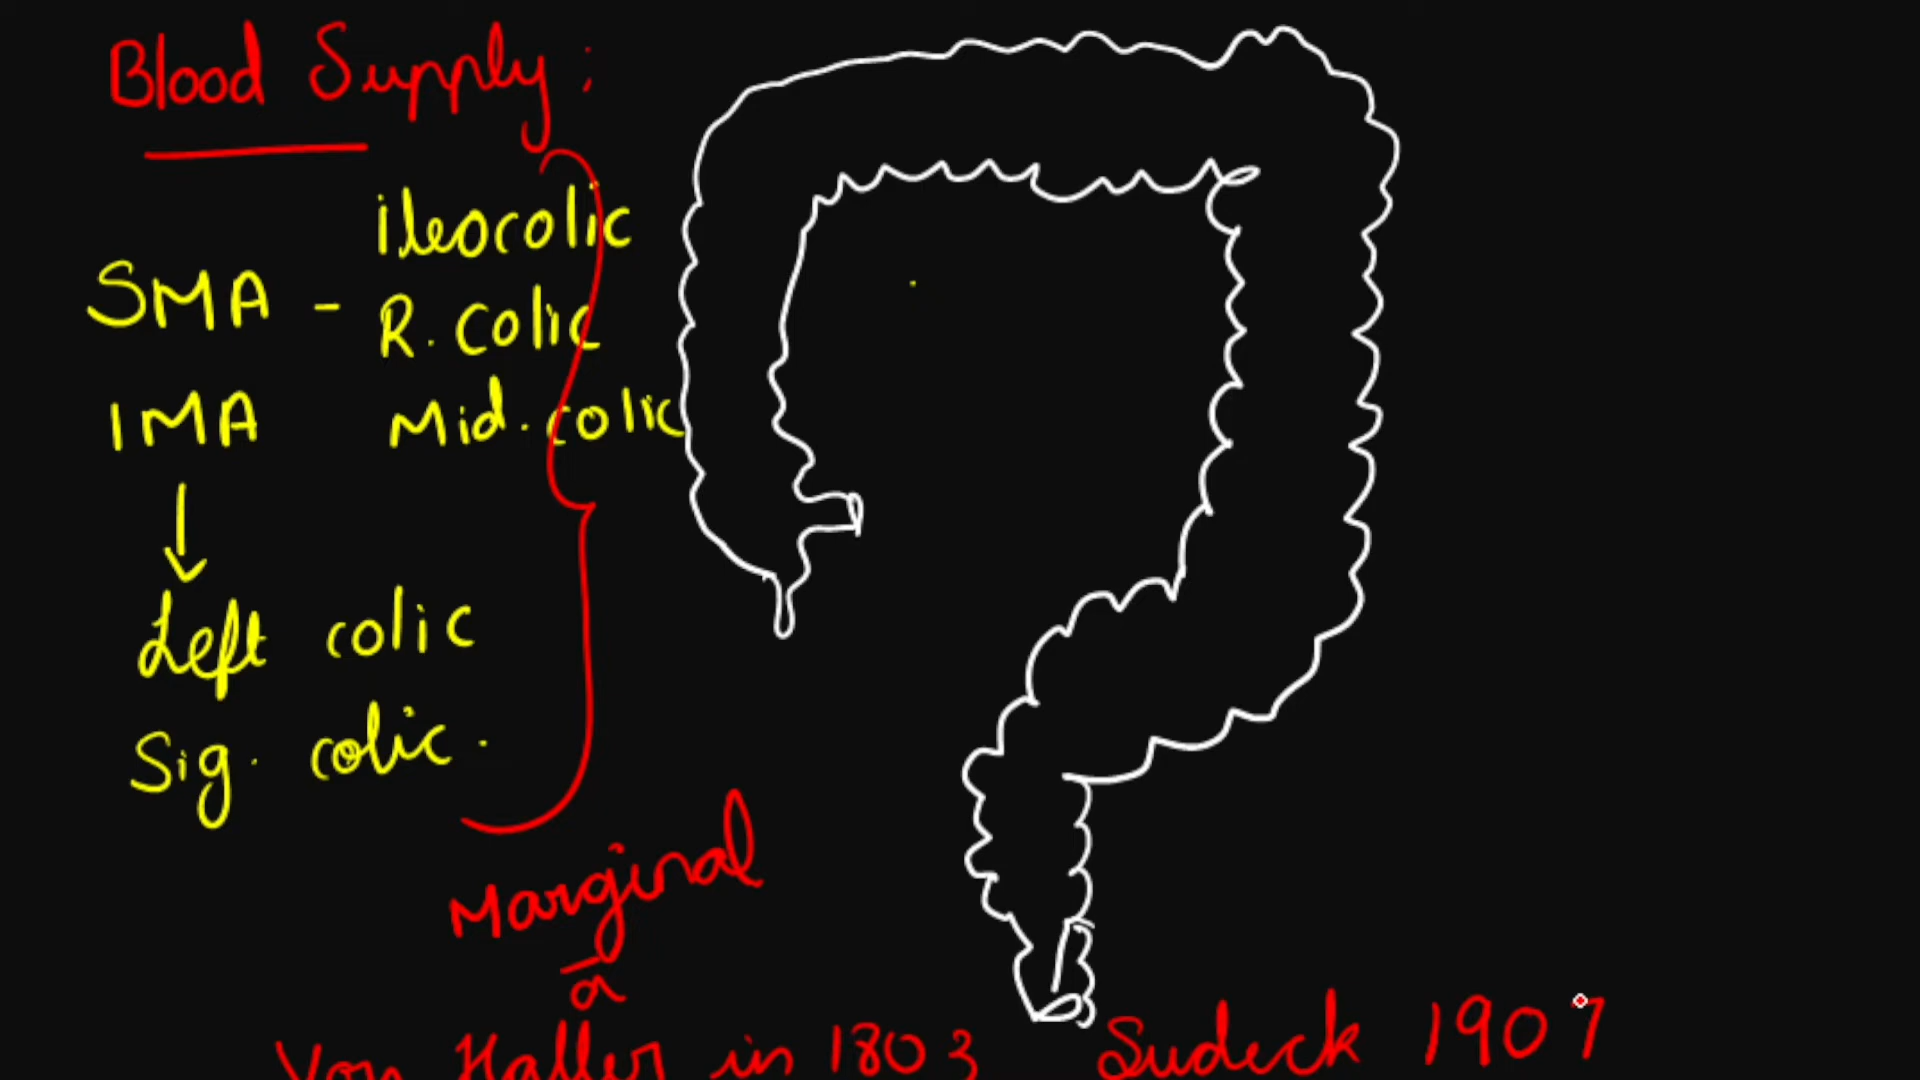 Blood Supply:
SMA - Ileocolic
R. Colic
IMA Mid. colic
Left colic
Sig. colic.
Marginal
a
Von Haller in 1803 Sudeck 1907